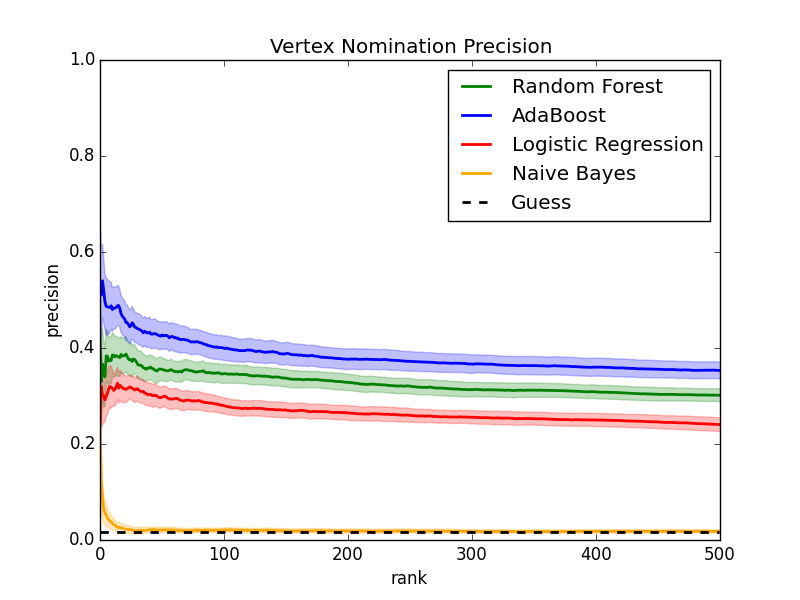 Vertex Nomination Precision
1.0
0.8
0.6
0.4
0.2
0.0
precision
Random Forest
AdaBoost
Logistic Regression
Naive Bayes
Guess
0 100 200 300 400 500
rank